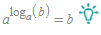 a^{log_a(b)} = b